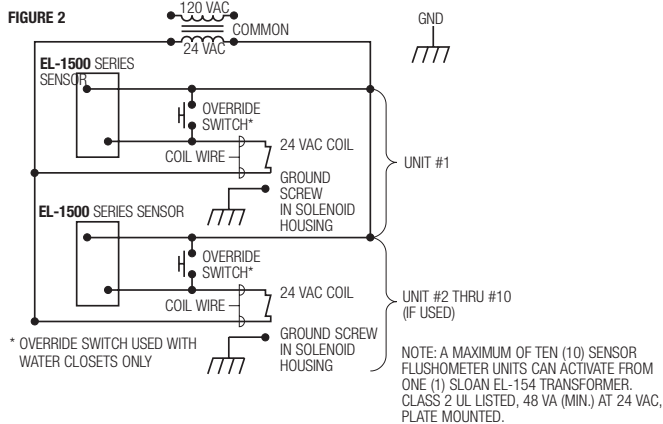 FIGURE 2
120 VAC
COMMON
24 VAC
GND
EL-1500 SERIES
SENSOR
OVERRIDE
SWITCH*
COIL WIRE
24 VAC COIL
UNIT #1
GROUND
SCREW
IN SOLENOID
HOUSING
EL-1500 SERIES SENSOR
OVERRIDE
SWITCH*
COIL WIRE
24 VAC COIL
UNIT #2 THRU #10
(IF USED)
GROUND SCREW
IN SOLENOID
HOUSING
* OVERRIDE SWITCH USED WITH
WATER CLOSETS ONLY
NOTE: A MAXIMUM OF TEN (10) SENSOR
FLUSHOMETER UNITS CAN ACTIVATE FROM
ONE (1) SLOAN EL-154 TRANSFORMER.
CLASS 2 UL LISTED, 48 VA (MIN.) AT 24 VAC,
PLATE MOUNTED.